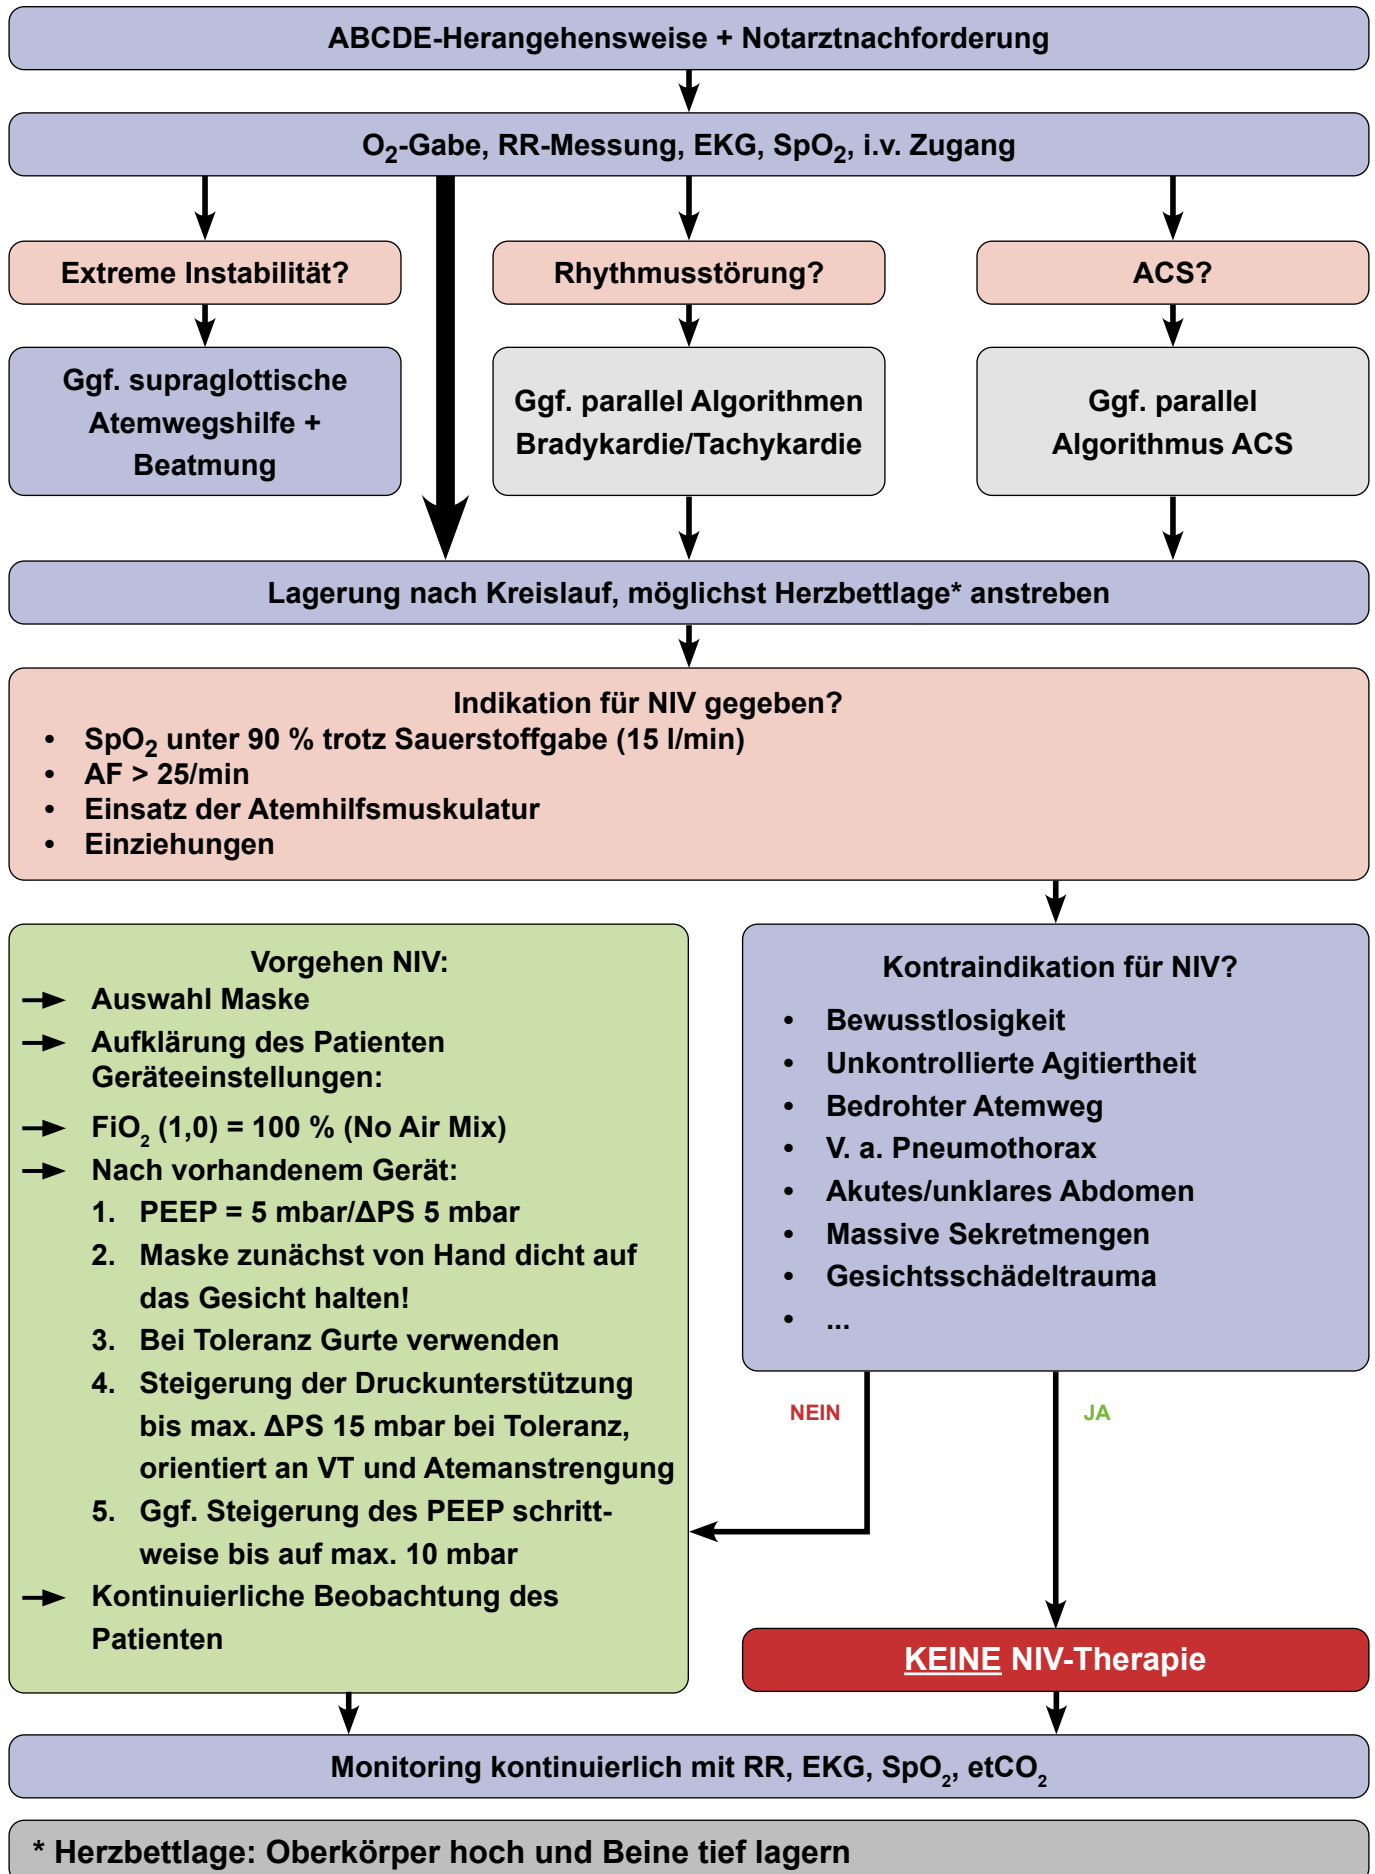 ABCDE-Herangehensweise + Notarztnachforderung
O₂-Gabe, RR-Messung, EKG, SpO₂, i.v. Zugang
Extreme Instabilität?
Rhythmusstörung?
ACS?
Ggf. supraglottische
Atemwegshilfe +
Beatmung
Ggf. parallel Algorithmen
Bradykardie/Tachykardie
Ggf. parallel
Algorithmus ACS
Lagerung nach Kreislauf, möglichst Herzbettlage* anstreben
Indikation für NIV gegeben?
• SpO₂ unter 90 % trotz Sauerstoffgabe (15 l/min)
• AF > 25/min
• Einsatz der Atemhilfsmuskulatur
• Einziehungen
Vorgehen NIV:
Auswahl Maske
Aufklärung des Patienten
Geräteeinstellungen:
FiO₂ (1,0) = 100 % (No Air Mix)
Nach vorhandenem Gerät:
1. PEEP = 5 mbar/ΔPS 5 mbar
2. Maske zunächst von Hand dicht auf
das Gesicht halten!
3. Bei Toleranz Gurte verwenden
4. Steigerung der Druckunterstützung
bis max. ΔPS 15 mbar bei Toleranz,
orientiert an VT und Atemanstrengung
5. Ggf. Steigerung des PEEP schritt-
weise bis auf max. 10 mbar
Kontinuierliche Beobachtung des
Patienten
Kontraindikation für NIV?
• Bewusstlosigkeit
• Unkontrollierte Agitiertheit
• Bedrohter Atemweg
• V. a. Pneumothorax
• Akutes/unklares Abdomen
• Massive Sekretmengen
• Gesichtsschädeltrauma
• ...
NEIN
JA
KEINE NIV-Therapie
Monitoring kontinuierlich mit RR, EKG, SpO₂, etCO₂
* Herzbettlage: Oberkörper hoch und Beine tief lagern